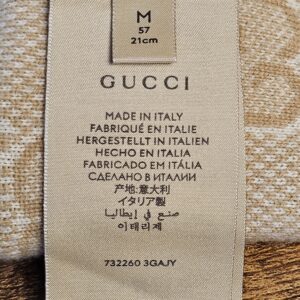 M
57
21cm
GUCCI
MADE IN ITALY
FABRIQUÉ EN ITALIE
HERGESTELLT IN ITALIEN
HECHO EN ITALIA
FABRICADO EM ITÁLIA
СДЕЛАНО В ИТАЛИИ
产地:意大利
イタリア製
صنع في إيطاليا
이태리제
732260 3GAJY